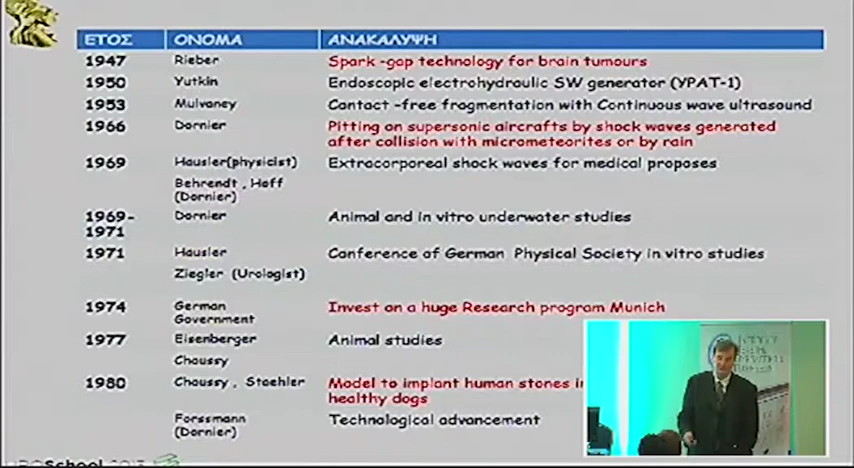 ΕΤΟΣ ΟΝΟΜΑ ΑΝΑΚΑΛΥΨΗ
1947 Rieber Spark -gap technology for brain tumours
1950 Yutkin Endoscopic electrohydraulic SW generator (УРАТ-1)
1953 Mulvaney Contact -free fragmentation with Continuous wave ultrasound
1966 Dornier Pitting on supersonic aircrafts by shock waves generated
after collision with micrometeorites or by rain
1969 Hausler(physicist) Extracorporeal shock waves for medical proposes
Behrendt , Hoff
(Dornier)
1969- Dornier Animal and in vitro underwater studies
1971
1971 Hausler Conference of German Physical Society in vitro studies
Ziegler (Urologist)
1974 German Invest on a huge Research program Munich
Government
1977 Eisenberger Animal studies
Chaussy
1980 Chaussy , Staehler Model to implant human stones in
healthy dogs
Forssmann Technological advancement
(Dornier)
UROSchool 2013